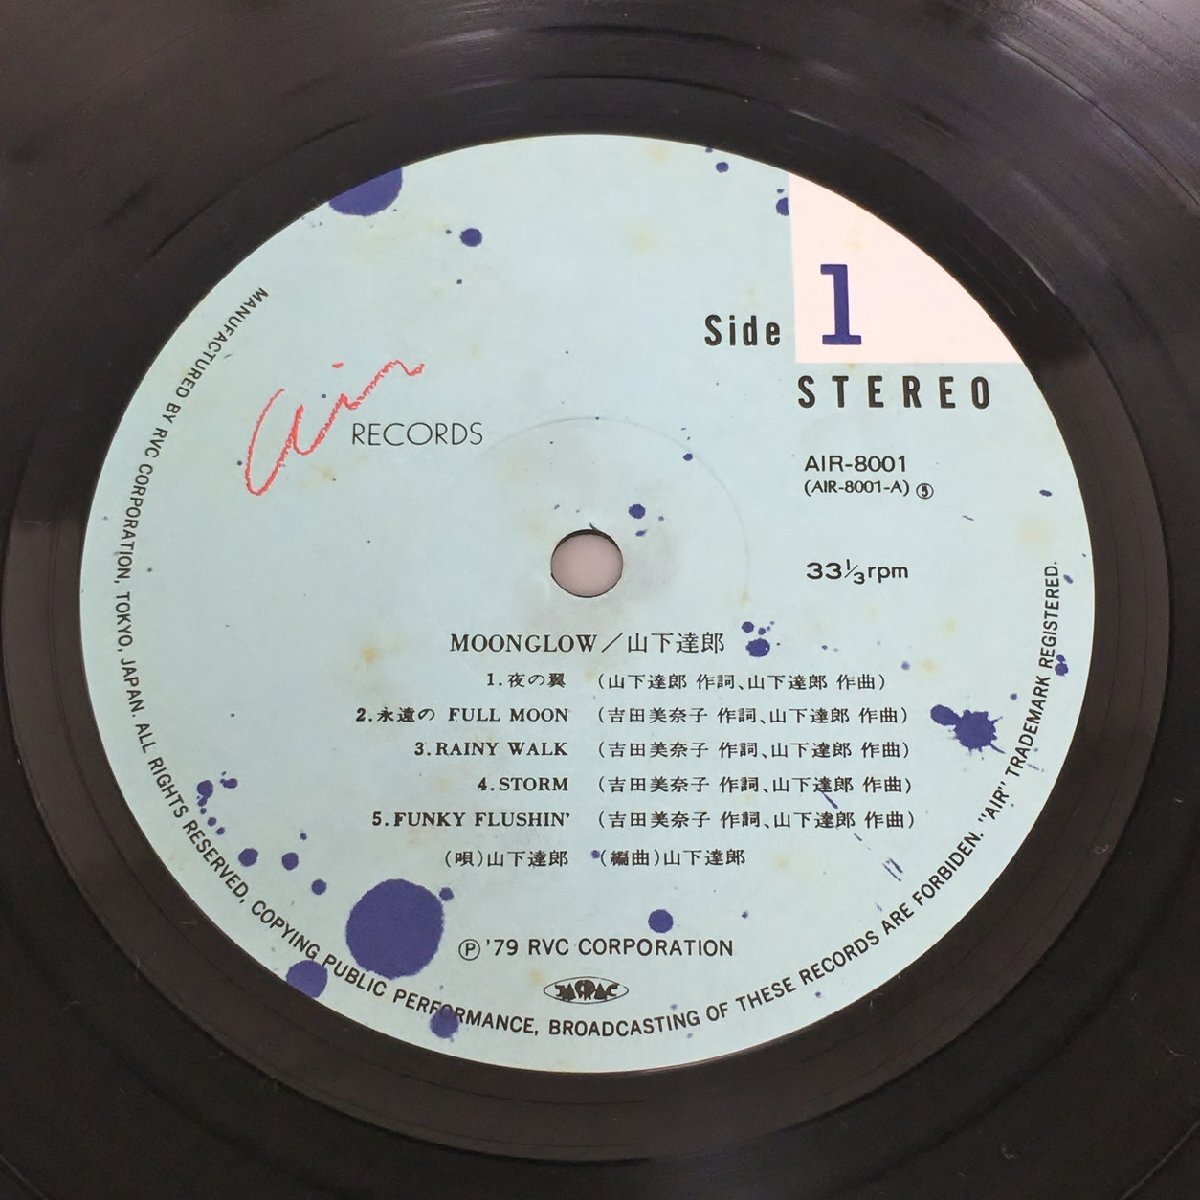 Side 1
STEREO
air RECORDS
AIR-8001
(AIR-8001-A) ⑤
33⅓rpm
MOONGLOW/山下達郎
1.夜の翼 (山下達郎 作詞、山下達郎 作曲)
2.永遠の FULL MOON (吉田美奈子 作詞、山下達郎 作曲)
3.RAINY WALK (吉田美奈子 作詞、山下達郎 作曲)
4.STORM (吉田美奈子 作詞、山下達郎 作曲)
5.FUNKY FLUSHIN' (吉田美奈子 作詞、山下達郎 作曲)
(唄)山下達郎 (編曲)山下達郎
Ⓟ '79 RVC CORPORATION
JASRAC
MANUFACTURED BY RVC CORPORATION, TOKYO, JAPAN. ALL RIGHTS RESERVED, COPYING PUBLIC PERFORMANCE, BROADCASTING OF THESE RECORDS ARE FORBIDEN. "AIR" TRADEMARK REGISTERED.